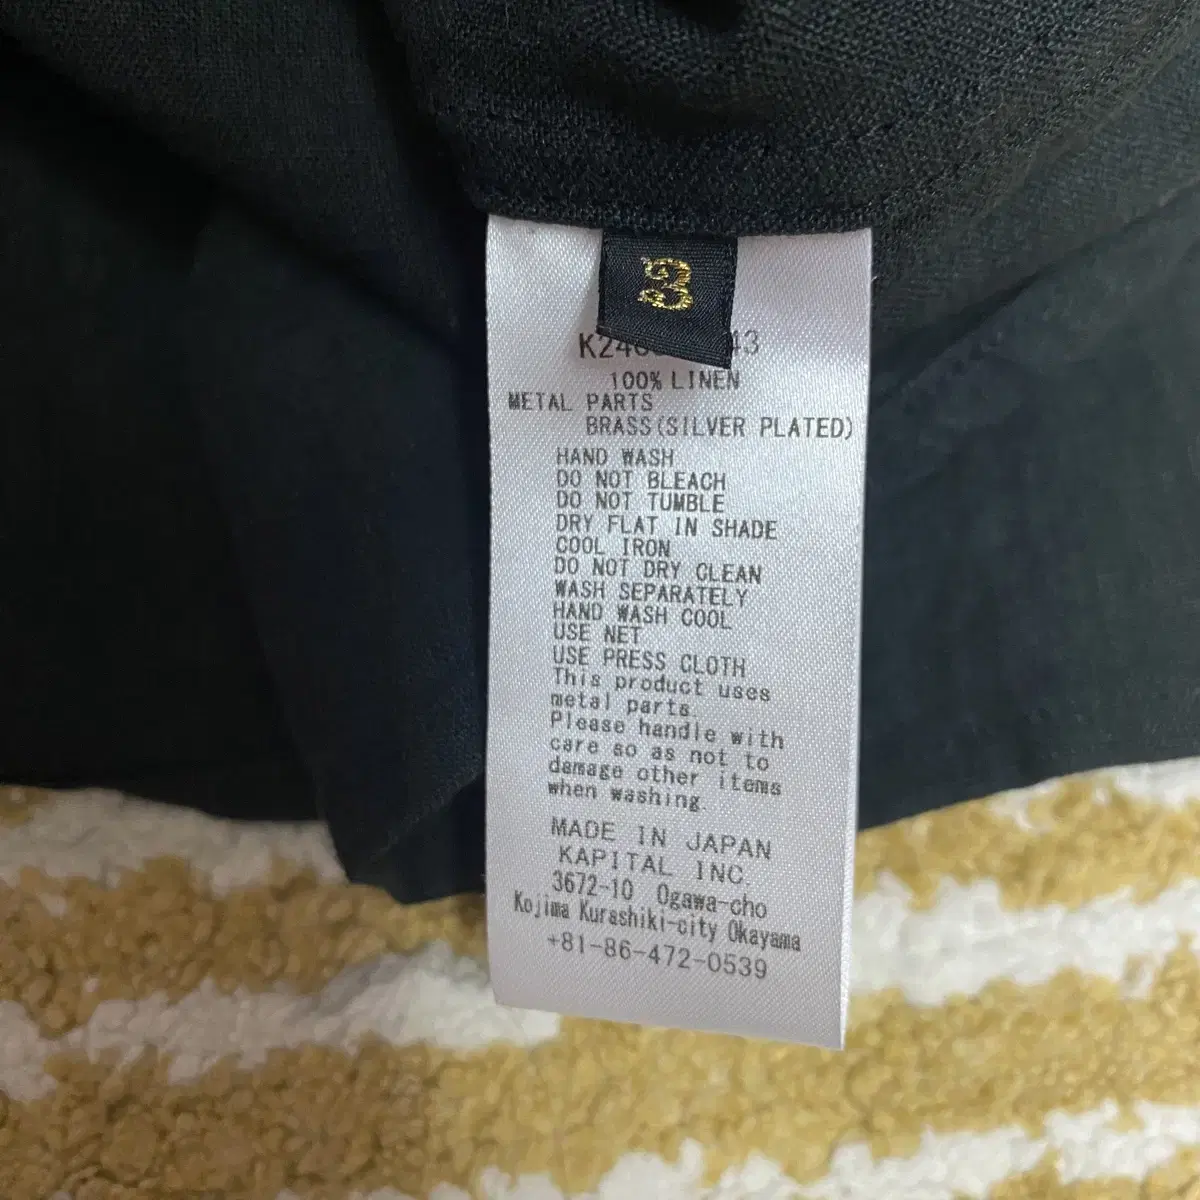 3
100% LINEN
METAL PARTS
BRASS(SILVER PLATED)
HAND WASH
DO NOT BLEACH
DO NOT TUMBLE
DRY FLAT IN SHADE
COOL IRON
DO NOT DRY CLEAN
WASH SEPARATELY
HAND WASH COOL
USE NET
USE PRESS CLOTH
This product uses
metal parts
Please handle with
care so as not to
damage other items
when washing.
MADE IN JAPAN
KAPITAL INC
3672-10 Ogawa-cho
Kojima Kurashiki-city Okayama
+81-86-472-0539